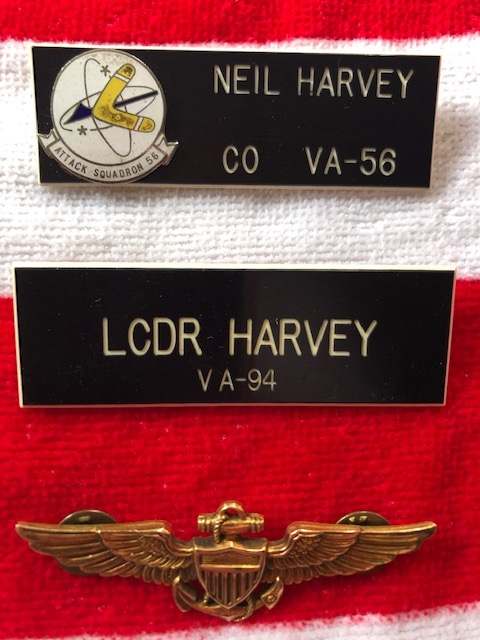 NEIL HARVEY
CO VA-56
ATTACK SQUADRON 56
LCDR HARVEY
VA-94